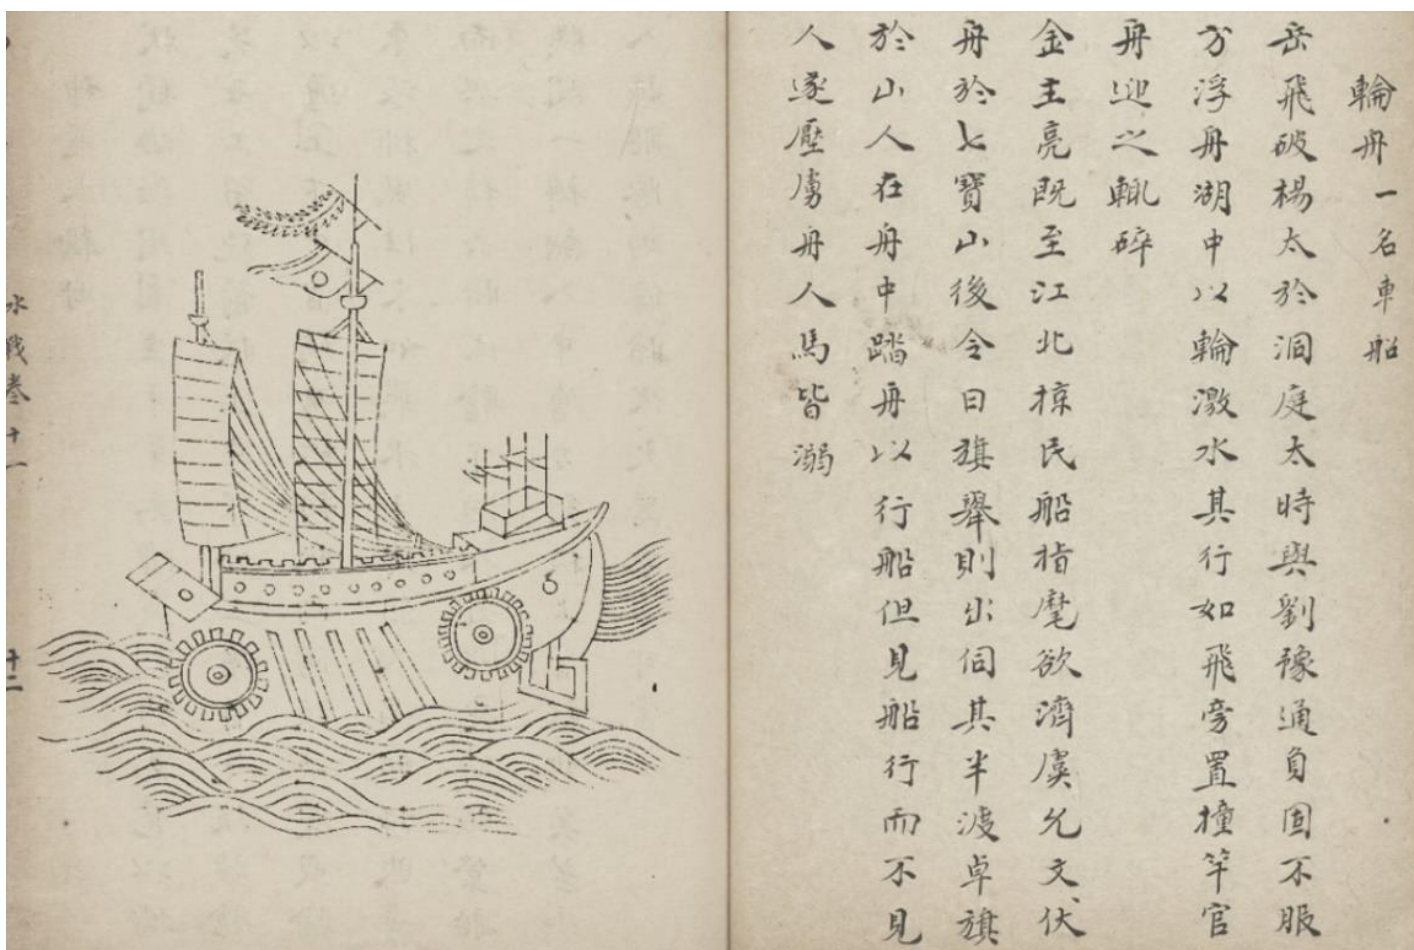 輪舟 一名車船
岳飛破楊太於洞庭太時與劉豫通負固不服
方浮舟湖中以輪激水其行如飛旁置撞竿官
舟迎之輒碎
金主亮既至江北掠民船指麾欲濟虞允文伏
舟於七寶山後令曰旗舉則出伺其半渡卓旗
於山人在舟中踏舟以行船但見船行而不見
人遂壓虜舟人馬皆溺
水戰卷十一
十二